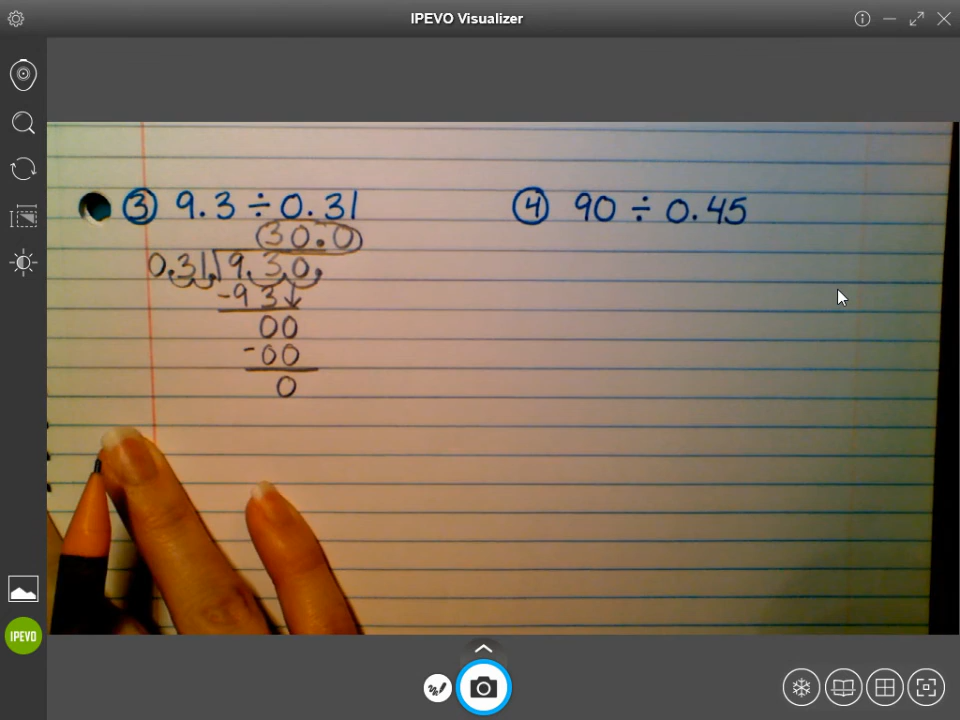 IPEVO Visualizer
③ 9.3 ÷ 0.31
30.0
0.31 9.30.
-93
00
-00
0
④ 90 ÷ 0.45
IPEVO